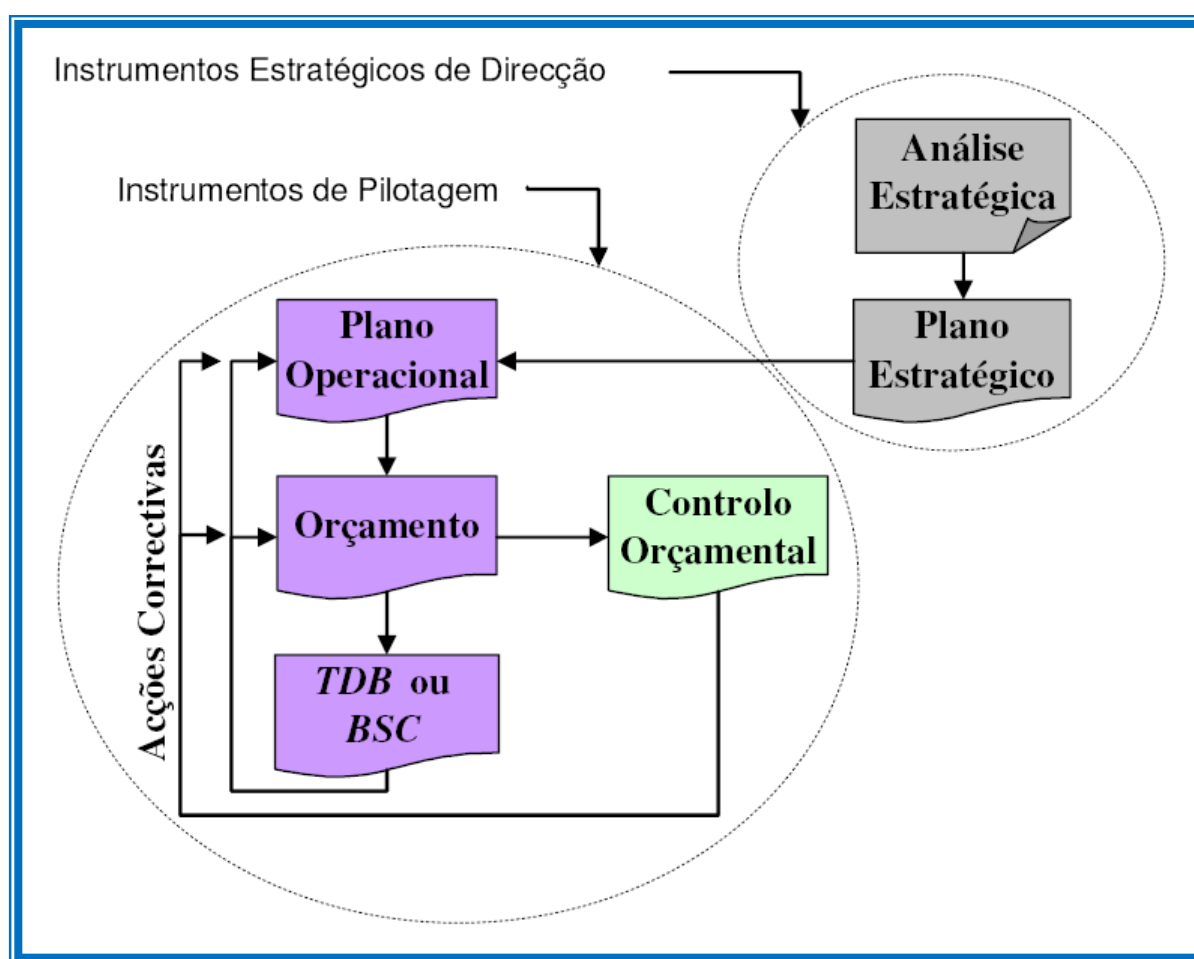 Instrumentos Estratégicos de Direcção
Análise
Estratégica
Instrumentos de Pilotagem
Plano
Operacional
Plano
Estratégico
Acções Correctivas
Orçamento
Controlo
Orçamental
TDB ou
BSC